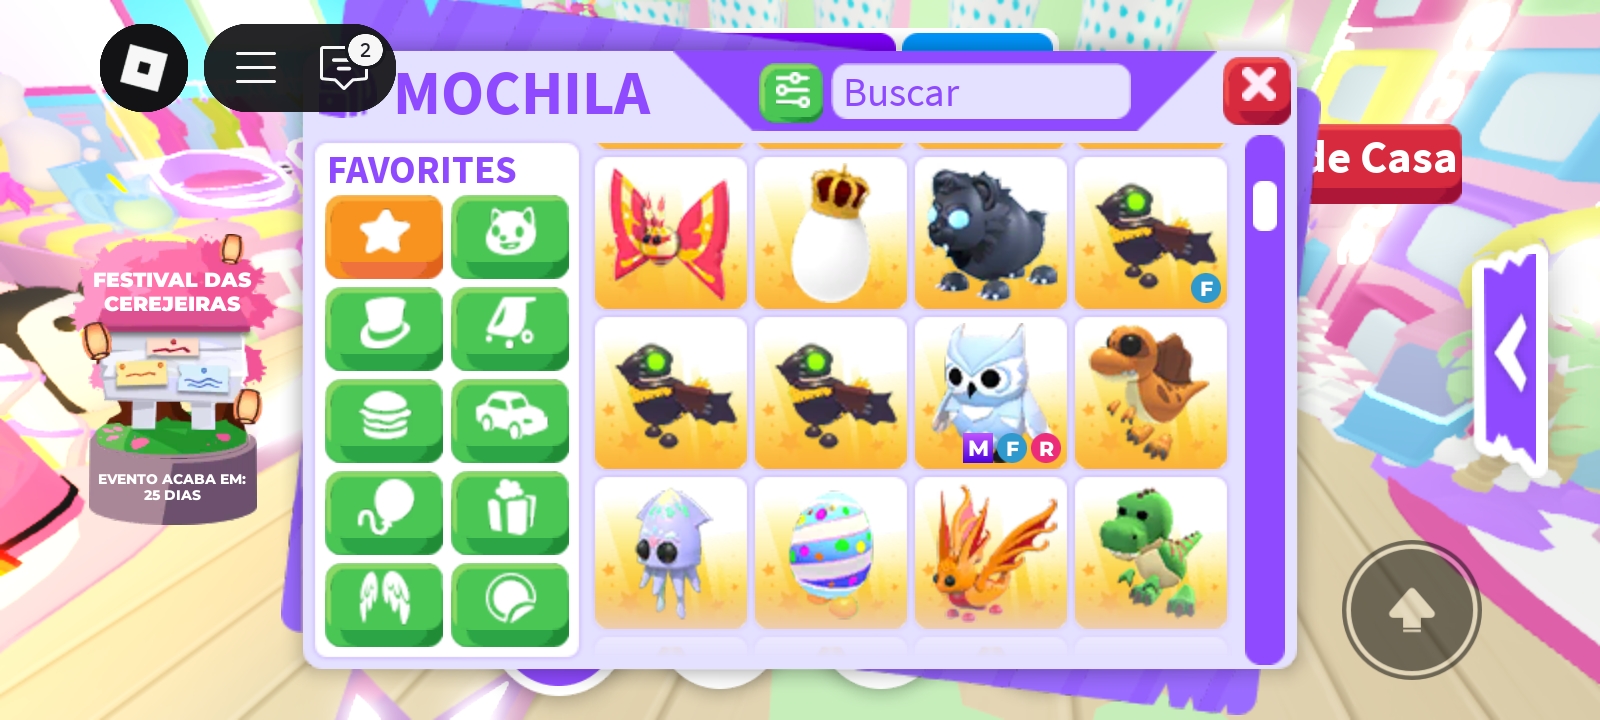 2
MOCHILA
Buscar
FAVORITES
de Casa
F
M F R
FESTIVAL DAS
CEREJEIRAS
EVENTO ACABA EM:
25 DIAS